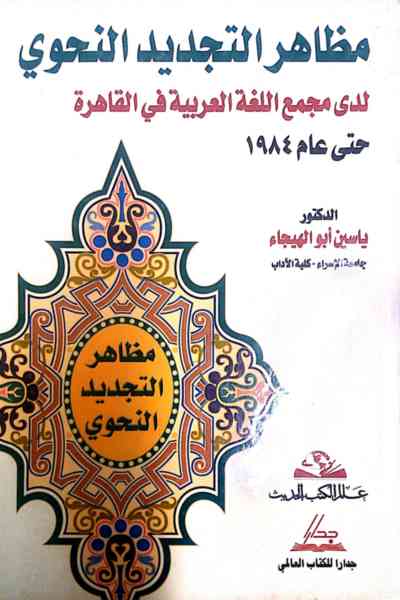 مظاهر التجديد النحوي
لدى مجمع اللغة العربية في القاهرة
حتى عام ١٩٨٤
الدكتور
ياسين أبو الهيجاء
جامعة الإسراء - كلية الآداب
مظاهر
التجديد
النحوي
عالم الكتب الحديث
جدارا
جدارا للكتاب العالمي